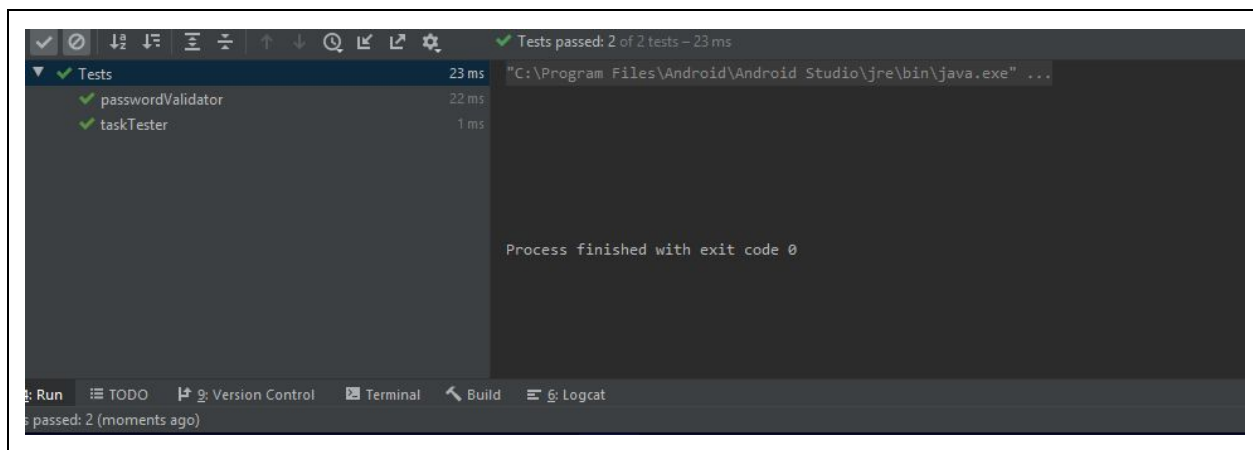 Tests passed: 2 of 2 tests – 23 ms
Tests 23 ms
"C:\Program Files\Android\Android Studio\jre\bin\java.exe" ...
passwordValidator 22 ms
taskTester 1 ms
Process finished with exit code 0
: Run TODO 9: Version Control Terminal Build 6: Logcat
s passed: 2 (moments ago)